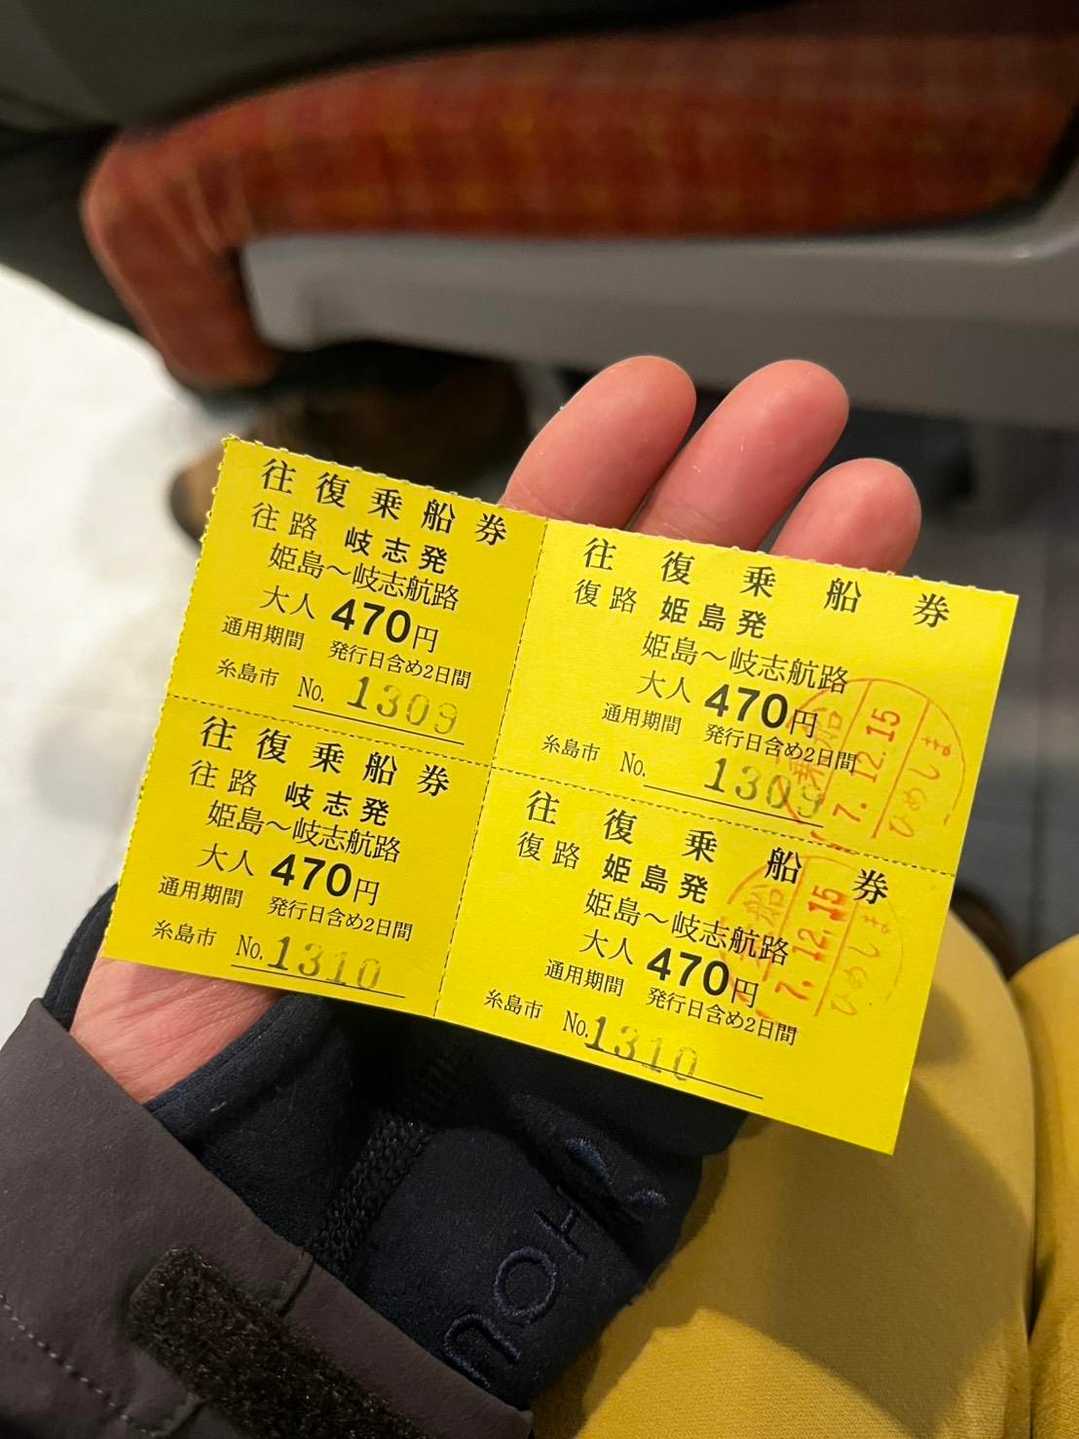 往復乗船券
往路 岐志発
姫島～岐志航路
大人 470円
通用期間 発行日含め2日間
糸島市 No. 1309
往復乗船券
復路 姫島発
姫島～岐志航路
大人 470円
通用期間 発行日含め2日間
糸島市 No. 1309
乗船
7.12.15
ひめしま
往復乗船券
往路 岐志発
姫島～岐志航路
大人 470円
通用期間 発行日含め2日間
糸島市 No. 1310
往復乗船券
復路 姫島発
姫島～岐志航路
大人 470円
通用期間 発行日含め2日間
糸島市 No. 1310
乗船
7.12.15
ひめしま
HOU